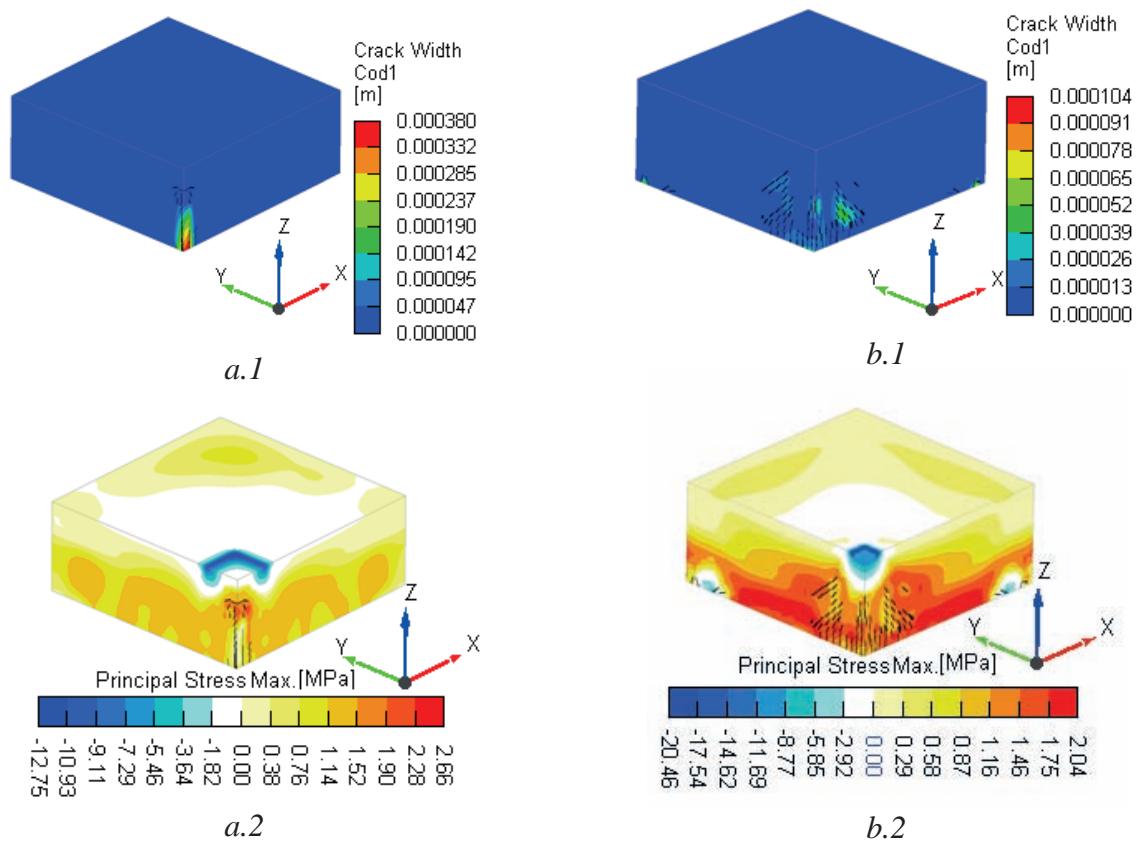 Crack Width
Cod1
[m]
0.000380
0.000332
0.000285
0.000237
0.000190
0.000142
0.000095
0.000047
0.000000
Z
Y
X
a.1
Crack Width
Cod1
[m]
0.000104
0.000091
0.000078
0.000065
0.000052
0.000039
0.000026
0.000013
0.000000
Z
Y
X
b.1
Z
Y
X
Principal Stress Max.[MPa]
-12.75
-10.93
-9.11
-7.29
-5.46
-3.64
-1.82
0.00
0.38
0.76
1.14
1.52
1.90
2.28
2.66
a.2
Z
Y
X
Principal Stress Max.[MPa]
-20.46
-17.54
-14.62
-11.69
-8.77
-5.85
-2.92
0.00
0.29
0.58
0.87
1.16
1.46
1.75
2.04
b.2